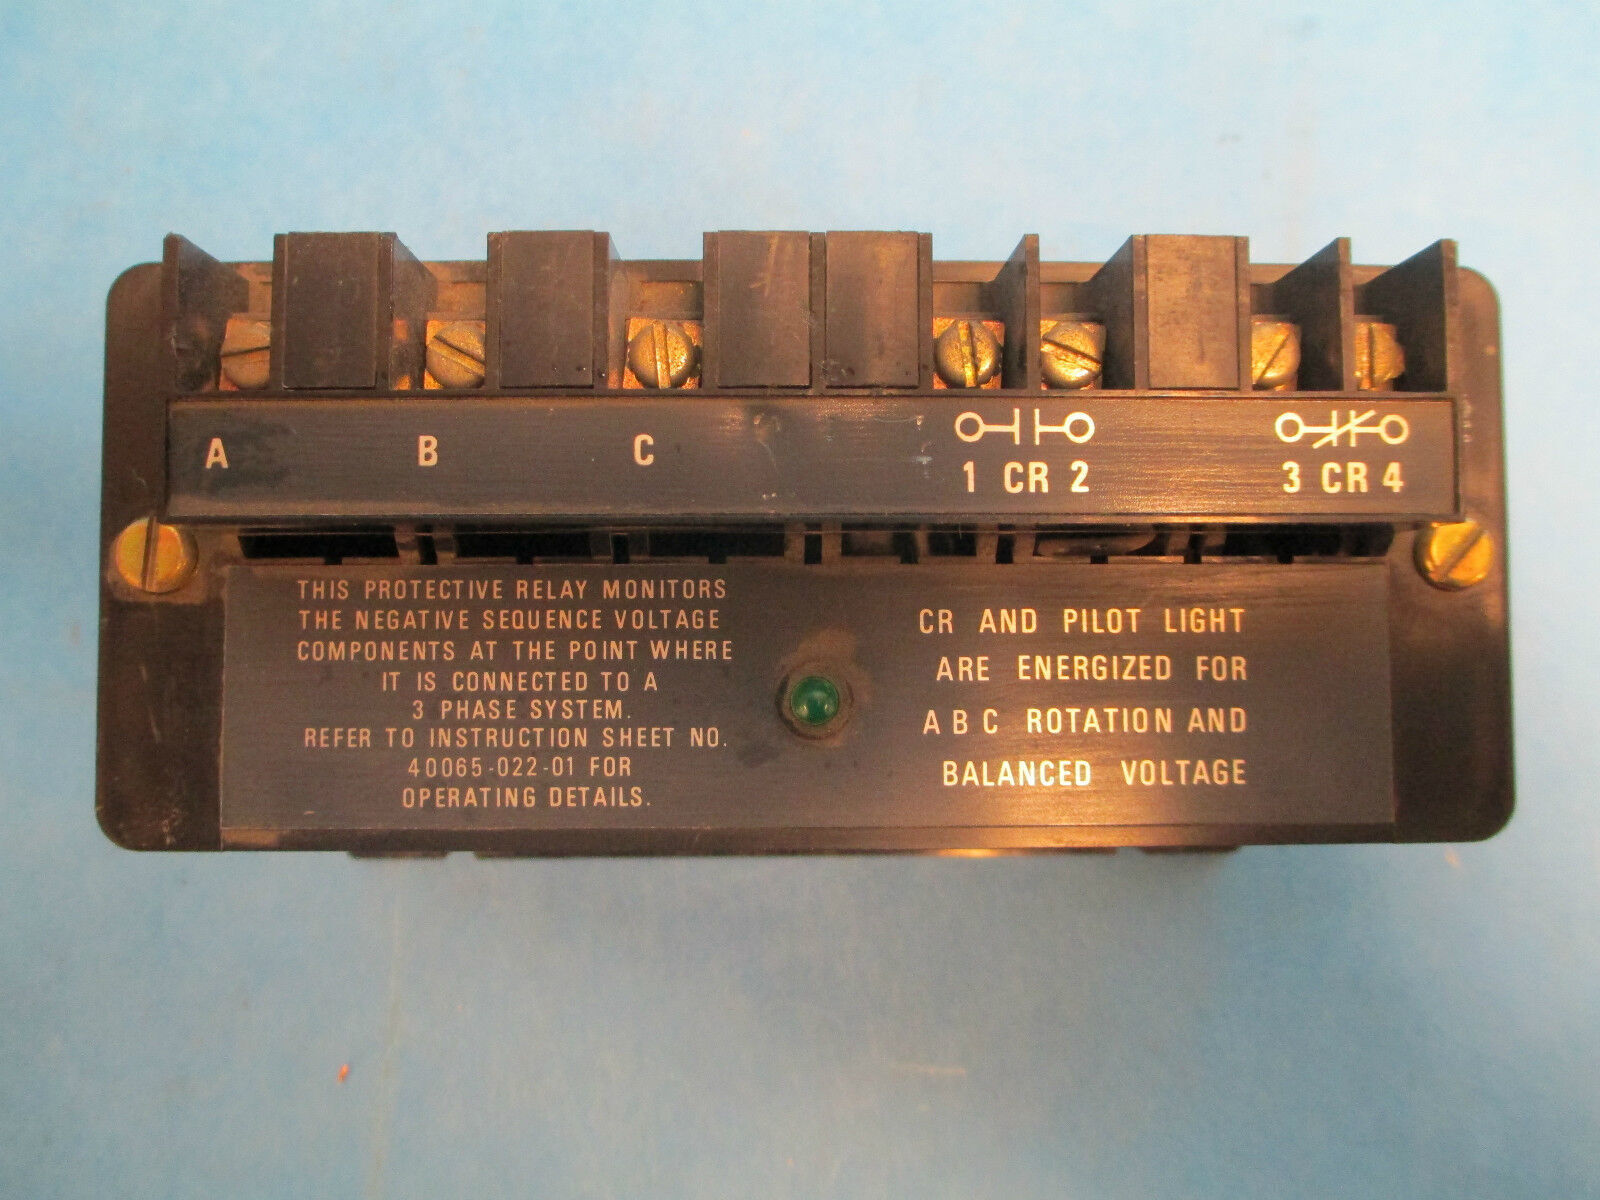 A B C
1 CR 2 3 CR 4
THIS PROTECTIVE RELAY MONITORS
THE NEGATIVE SEQUENCE VOLTAGE
COMPONENTS AT THE POINT WHERE
IT IS CONNECTED TO A
3 PHASE SYSTEM.
REFER TO INSTRUCTION SHEET NO.
40065-022-01 FOR
OPERATING DETAILS.
CR AND PILOT LIGHT
ARE ENERGIZED FOR
A B C ROTATION AND
BALANCED VOLTAGE